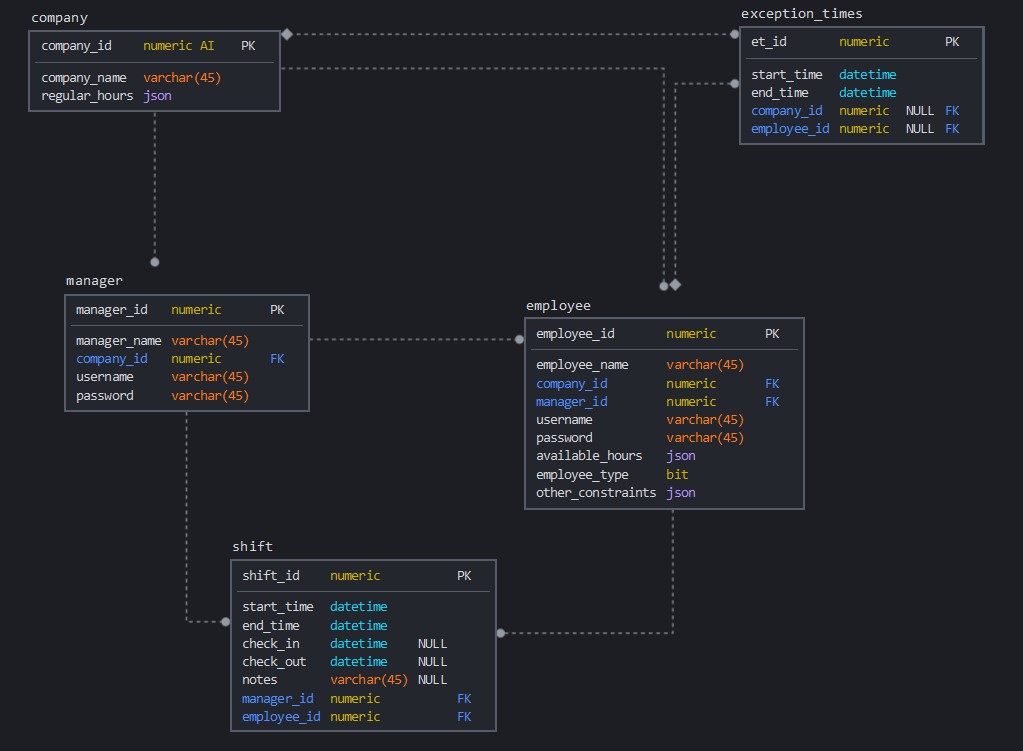 company
company_id numeric AI PK
company_name varchar(45)
regular_hours json
exception_times
et_id numeric PK
start_time datetime
end_time datetime
company_id numeric NULL FK
employee_id numeric NULL FK
manager
manager_id numeric PK
manager_name varchar(45)
company_id numeric FK
username varchar(45)
password varchar(45)
employee
employee_id numeric PK
employee_name varchar(45)
company_id numeric FK
manager_id numeric FK
username varchar(45)
password varchar(45)
available_hours json
employee_type bit
other_constraints json
shift
shift_id numeric PK
start_time datetime
end_time datetime
check_in datetime NULL
check_out datetime NULL
notes varchar(45) NULL
manager_id numeric FK
employee_id numeric FK